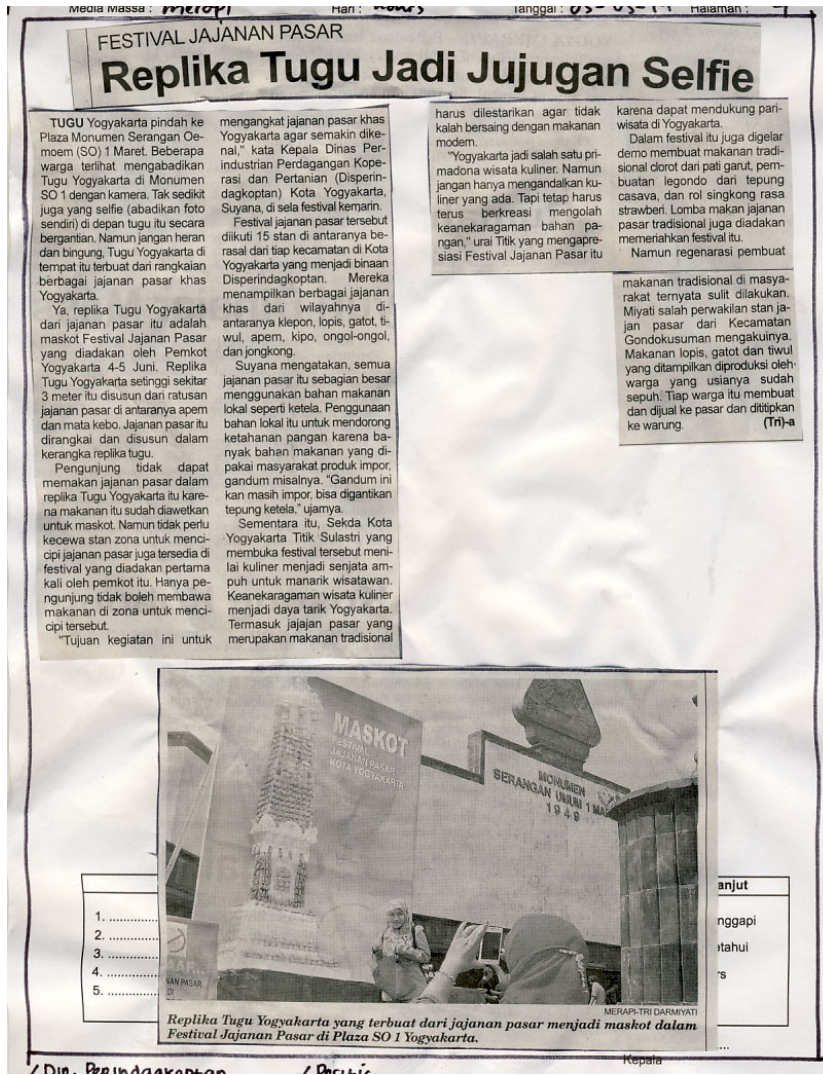 Media Massa : Merapi Hari : Tanggal : Halaman :
FESTIVAL JAJANAN PASAR
Replika Tugu Jadi Jujugan Selfie
TUGU Yogyakarta pindah ke
Plaza Monumen Serangan Oe-
moem (SO) 1 Maret. Beberapa
warga terlihat mengabadikan
Tugu Yogyakarta di Monumen
SO 1 dengan kamera. Tak sedikit
juga yang selfie (abadikan foto
sendiri) di depan tugu itu secara
bergantian. Namun jangan heran
dan bingung, Tugu Yogyakarta di
tempat itu terbuat dari rangkaian
berbagai jajanan pasar khas
Yogyakarta.
Ya, replika Tugu Yogyakarta
dari jajanan pasar itu adalah
maskot Festival Jajanan Pasar
yang diadakan oleh Pemkot
Yogyakarta 4-5 Juni. Replika
Tugu Yogyakarta setinggi sekitar
3 meter itu disusun dari ratusan
jajanan pasar di antaranya apem
dan mata kebo. Jajanan pasar itu
dirangkai dan disusun dalam
kerangka replika tugu.
Pengunjung tidak dapat
memakan jajanan pasar dalam
replika Tugu Yogyakarta itu kare-
na makanan itu sudah diawetkan
untuk maskot. Namun tidak perlu
kecewa stan zona untuk menci-
cipi jajanan pasar juga tersedia di
festival yang diadakan pertama
kali oleh pemkot itu. Hanya pe-
ngunjung tidak boleh membawa
makanan di zona untuk menci-
cipi tersebut.
"Tujuan kegiatan ini untuk
mengangkat jajanan pasar khas
Yogyakarta agar semakin dike-
nal," kata Kepala Dinas Per-
industrian Perdagangan Kope-
rasi dan Pertanian (Disperin-
dagkoptan) Kota Yogyakarta,
Suyana, di sela festival kemarin.
Festival jajanan pasar tersebut
diikuti 15 stan di antaranya be-
rasal dari tiap kecamatan di Kota
Yogyakarta yang menjadi binaan
Disperindagkoptan. Mereka
menampilkan berbagai jajanan
khas dari wilayahnya di-
antaranya klepon, lopis, gatot, ti-
wul, apem, kipo, ongol-ongol,
dan jongkong.
Suyana mengatakan, semua
jajanan pasar itu sebagian besar
menggunakan bahan makanan
lokal seperti ketela. Penggunaan
bahan lokal itu untuk mendorong
ketahanan pangan karena ba-
nyak bahan makanan yang di-
pakai masyarakat produk impor,
gandum misalnya. "Gandum ini
kan masih impor, bisa digantikan
tepung ketela," ujarnya.
Sementara itu, Sekda Kota
Yogyakarta Titik Sulastri yang
membuka festival tersebut meni-
lai kuliner menjadi senjata am-
puh untuk manarik wisatawan.
Keanekaragaman wisata kuliner
menjadi daya tarik Yogyakarta.
Termasuk jajajan pasar yang
merupakan makanan tradisional
harus dilestarikan agar tidak
kalah bersaing dengan makanan
modern.
"Yogyakarta jadi salah satu pri-
madona wisata kuliner. Namun
jangan hanya mengandalkan ku-
liner yang ada. Tapi tetap harus
terus berkreasi mengolah
keanekaragaman bahan pa-
ngan," urai Titik yang mengapre-
siasi Festival Jajanan Pasar itu
karena dapat mendukung pari-
wisata di Yogyakarta.
Dalam festival itu juga digelar
demo membuat makanan tradi-
sional clorot dari pati garut, pem-
buatan legondo dari tepung
casava, dan rol singkong rasa
strawberi. Lomba makan jajanan
pasar tradisional juga diadakan
memeriahkan festival itu.
Namun regenarasi pembuat
makanan tradisional di masya-
rakat ternyata sulit dilakukan.
Miyati salah perwakilan stan ja-
jan pasar dari Kecamatan
Gondokusuman mengakuinya.
Makanan lopis, gatot dan tiwul
yang ditampilkan diproduksi oleh
warga yang usianya sudah
sepuh. Tiap warga itu membuat
dan dijual ke pasar dan dititipkan
ke warung. (Tri)-a
MASKOT
FESTIVAL
JAJANAN PASAR
KOTA YOGYAKARTA
MONUMEN
SERANGAN UMUM 1 MA
1949
NAN PASAR
DI
anjut
1. ............
2. ............
3. ............
4. ............
5. ............
nggapi
etahui
rs
MERAPI-TRI DARMIYATI
Replika Tugu Yogyakarta yang terbuat dari jajanan pasar menjadi maskot dalam
Festival Jajanan Pasar di Plaza SO 1 Yogyakarta.
Kepala
/ Din. Perindagkoptan